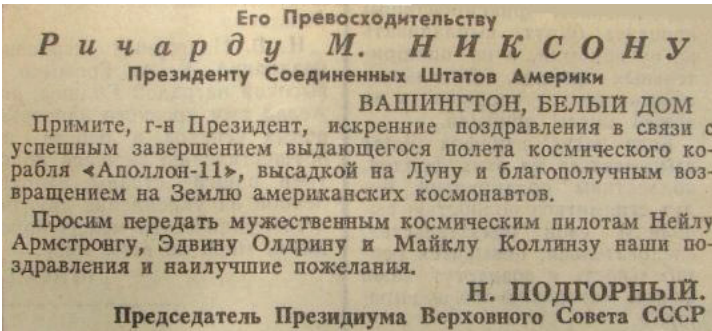 Его Превосходительству
Ричарду М. НИКСОНУ
Президенту Соединенных Штатов Америки
ВАШИНГТОН, БЕЛЫЙ ДОМ
Примите, г-н Президент, искренние поздравления в связи с
успешным завершением выдающегося полета космического ко-
рабля «Аполлон-11», высадкой на Луну и благополучным воз-
вращением на Землю американских космонавтов.
Просим передать мужественным космическим пилотам Нейлу
Армстронгу, Эдвину Олдрину и Майклу Коллинзу наши по-
здравления и наилучшие пожелания.
Н. ПОДГОРНЫЙ.
Председатель Президиума Верховного Совета СССР